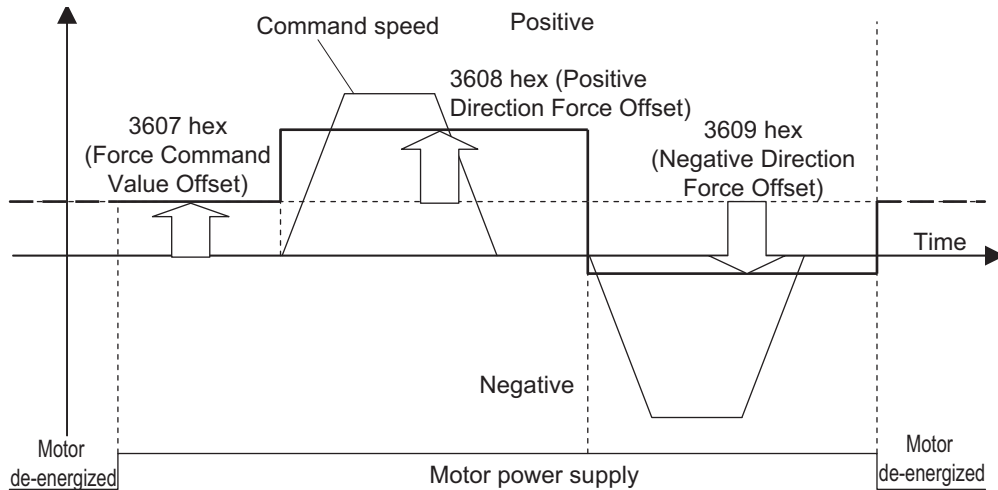 Command speed
Positive
3608 hex (Positive
Direction Force Offset)
3607 hex
(Force Command
Value Offset)
3609 hex
(Negative Direction
Force Offset)
Time
Negative
Motor
de-energized
Motor power supply
Motor
de-energized